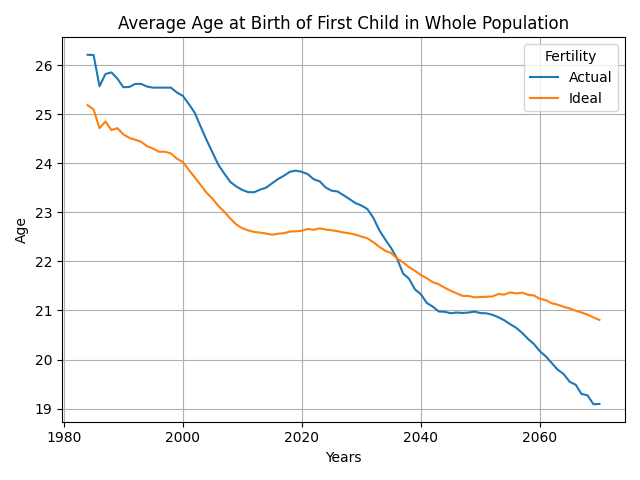 Average Age at Birth of First Child in Whole Population
Fertility
Actual
Ideal
Age
26
25
24
23
22
21
20
19
1980
2000
2020
2040
2060
Years